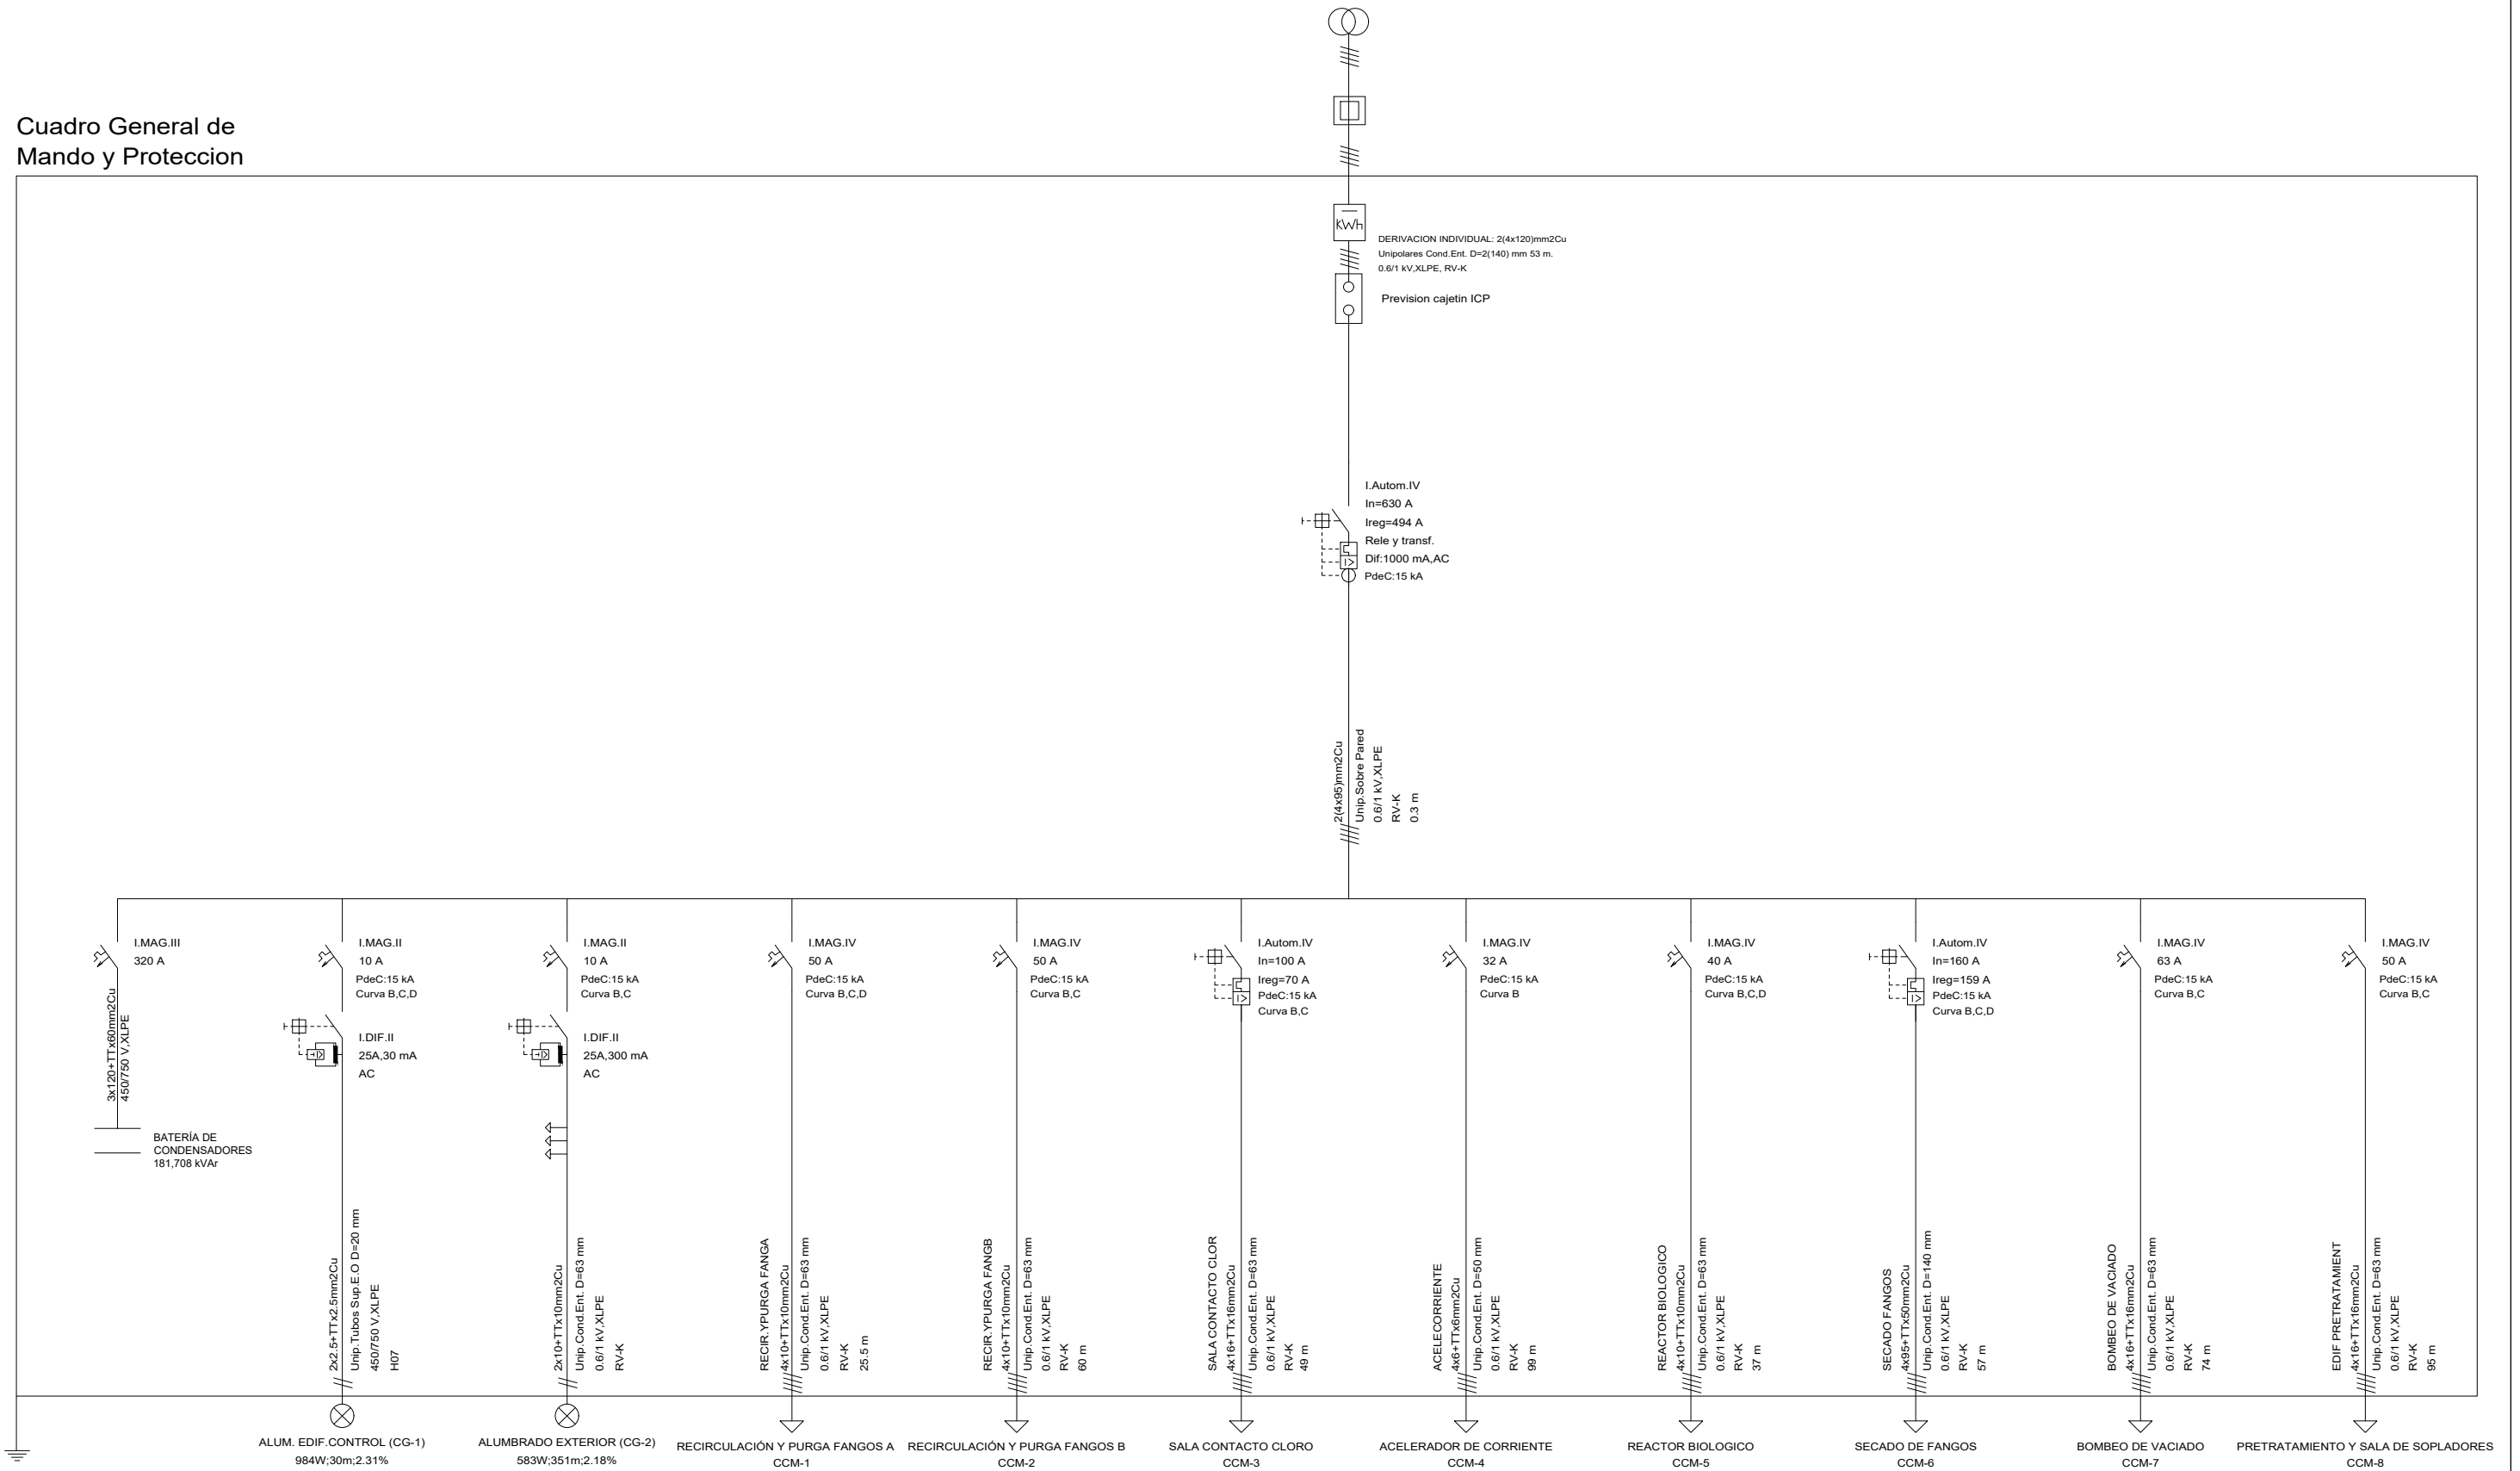 Cuadro General de
Mando y Proteccion
KWh
DERIVACION INDIVIDUAL: 2(4x120)mm2Cu
Unipolares Cond.Ent. D=2(140) mm 53 m.
0.6/1 kV,XLPE, RV-K
Prevision cajetin ICP
I.Autom.IV
In=630 A
Ireg=494 A
Rele y transf.
Dif:1000 mA,AC
PdeC:15 kA
2(4x95)mm2Cu
Unip.Sobre Pared
0.6/1 kV,XLPE
RV-K
0.3 m
I.MAG.III
320 A
3x120+TTx60mm2Cu
450/750 V,XLPE
BATERÍA DE
CONDENSADORES
181,708 kVAr
I.MAG.II
10 A
PdeC:15 kA
Curva B,C,D
I.DIF.II
25A,30 mA
AC
2x2.5+TTx2.5mm2Cu
Unip.Tubos Sup.E.O D=20 mm
450/750 V,XLPE
H07
ALUM. EDIF.CONTROL (CG-1)
984W;30m;2.31%
I.MAG.II
10 A
PdeC:15 kA
Curva B,C
I.DIF.II
25A,300 mA
AC
2x10+TTx10mm2Cu
Unip.Cond.Ent. D=63 mm
0.6/1 kV,XLPE
RV-K
ALUMBRADO EXTERIOR (CG-2)
583W;351m;2.18%
I.MAG.IV
50 A
PdeC:15 kA
Curva B,C,D
RECIR.YPURGA FANGA
4x10+TTx10mm2Cu
Unip.Cond.Ent. D=63 mm
0.6/1 kV,XLPE
RV-K
25.5 m
RECIRCULACIÓN Y PURGA FANGOS A
CCM-1
I.MAG.IV
50 A
PdeC:15 kA
Curva B,C
RECIR.YPURGA FANGB
4x10+TTx10mm2Cu
Unip.Cond.Ent. D=63 mm
0.6/1 kV,XLPE
RV-K
60 m
RECIRCULACIÓN Y PURGA FANGOS B
CCM-2
I.Autom.IV
In=100 A
Ireg=70 A
PdeC:15 kA
Curva B,C
SALA CONTACTO CLOR
4x16+TTx16mm2Cu
Unip.Cond.Ent. D=63 mm
0.6/1 kV,XLPE
RV-K
49 m
SALA CONTACTO CLORO
CCM-3
I.MAG.IV
32 A
PdeC:15 kA
Curva B
ACELECORRIENTE
4x6+TTx6mm2Cu
Unip.Cond.Ent. D=50 mm
0.6/1 kV,XLPE
RV-K
99 m
ACELERADOR DE CORRIENTE
CCM-4
I.MAG.IV
40 A
PdeC:15 kA
Curva B,C,D
REACTOR BIOLOGICO
4x10+TTx10mm2Cu
Unip.Cond.Ent. D=63 mm
0.6/1 kV,XLPE
RV-K
37 m
REACTOR BIOLOGICO
CCM-5
I.Autom.IV
In=160 A
Ireg=159 A
PdeC:15 kA
Curva B,C,D
SECADO FANGOS
4x95+TTx50mm2Cu
Unip.Cond.Ent. D=140 mm
0.6/1 kV,XLPE
RV-K
57 m
SECADO DE FANGOS
CCM-6
I.MAG.IV
63 A
PdeC:15 kA
Curva B,C
BOMBEO DE VACIADO
4x16+TTx16mm2Cu
Unip.Cond.Ent. D=63 mm
0.6/1 kV,XLPE
RV-K
74 m
BOMBEO DE VACIADO
CCM-7
I.MAG.IV
50 A
PdeC:15 kA
Curva B,C
EDIF PRETRATAMIENT
4x16+TTx16mm2Cu
Unip.Cond.Ent. D=63 mm
0.6/1 kV,XLPE
RV-K
95 m
PRETRATAMIENTO Y SALA DE SOPLADORES
CCM-8